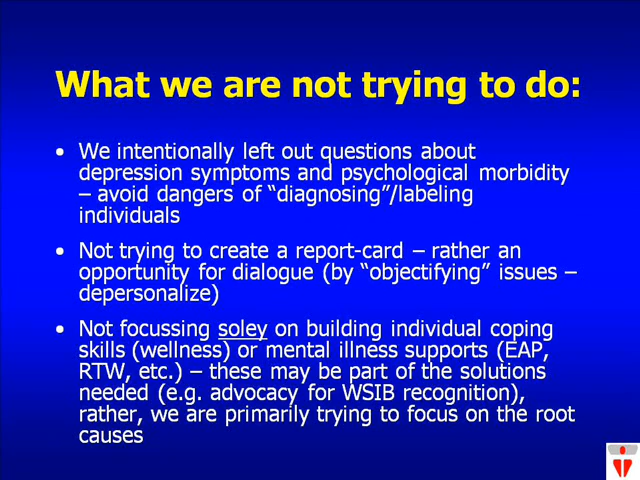 What we are not trying to do:
• We intentionally left out questions about
depression symptoms and psychological morbidity
– avoid dangers of “diagnosing”/labeling
individuals
• Not trying to create a report-card – rather an
opportunity for dialogue (by “objectifying” issues –
depersonalize)
• Not focussing soley on building individual coping
skills (wellness) or mental illness supports (EAP,
RTW, etc.) – these may be part of the solutions
needed (e.g. advocacy for WSIB recognition),
rather, we are primarily trying to focus on the root
causes